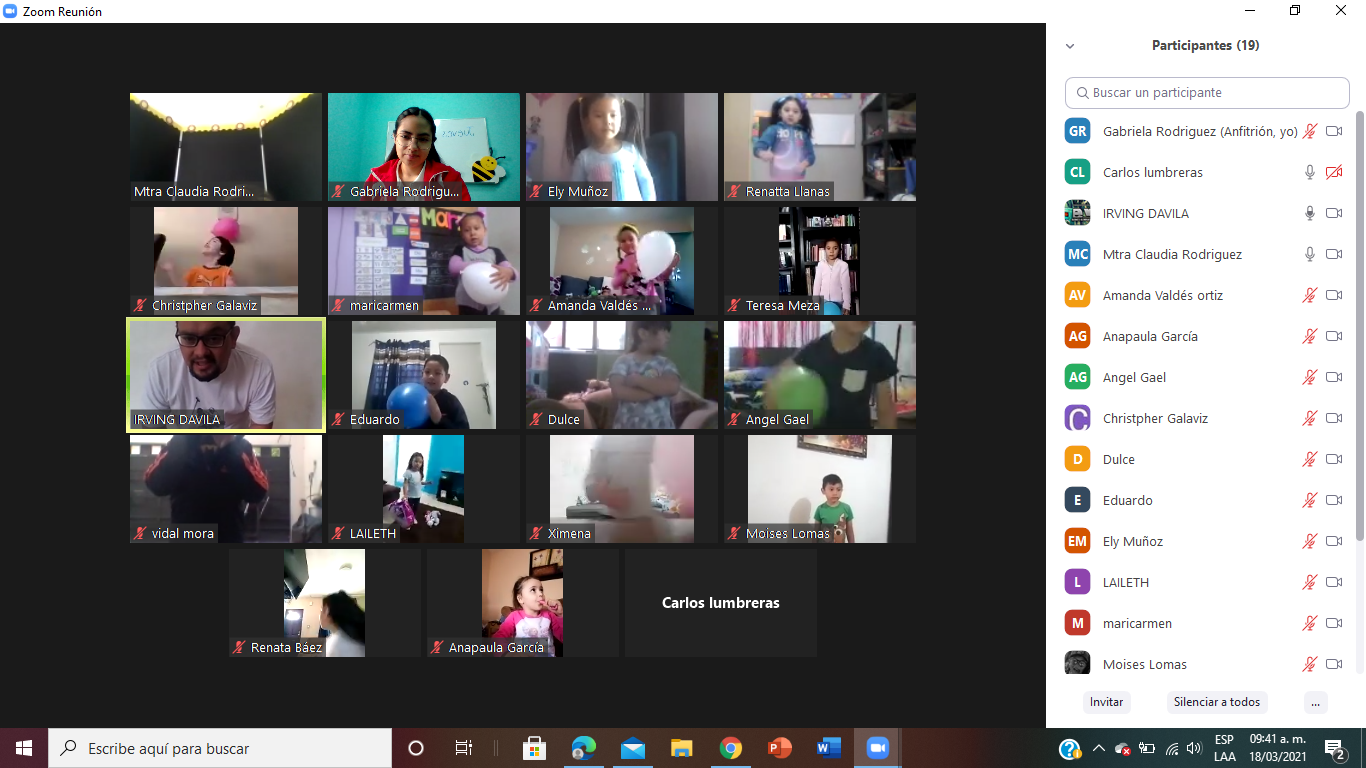 Zoom Reunión
Participantes (19)
Buscar un participante
GR Gabriela Rodriguez (Anfitrión, yo)
CL Carlos lumbreras
IRVING DAVILA
MC Mtra Claudia Rodriguez
AV Amanda Valdés ortiz
AG Anapaula García
AG Angel Gael
C Christpher Galaviz
D Dulce
E Eduardo
EM Ely Muñoz
L LAILETH
M maricarmen
Moises Lomas
Invitar Silenciar a todos ...
Mtra Claudia Rodri... Gabriela Rodrigu... Ely Muñoz Renatta Llanas
Christpher Galaviz maricarmen Amanda Valdés ... Teresa Meza
IRVING DAVILA Eduardo Dulce Angel Gael
vidal mora LAILETH Ximena Moises Lomas
Renata Báez Anapaula García Carlos lumbreras
Escribe aquí para buscar
ESP 09:41 a. m.
LAA 18/03/2021 2